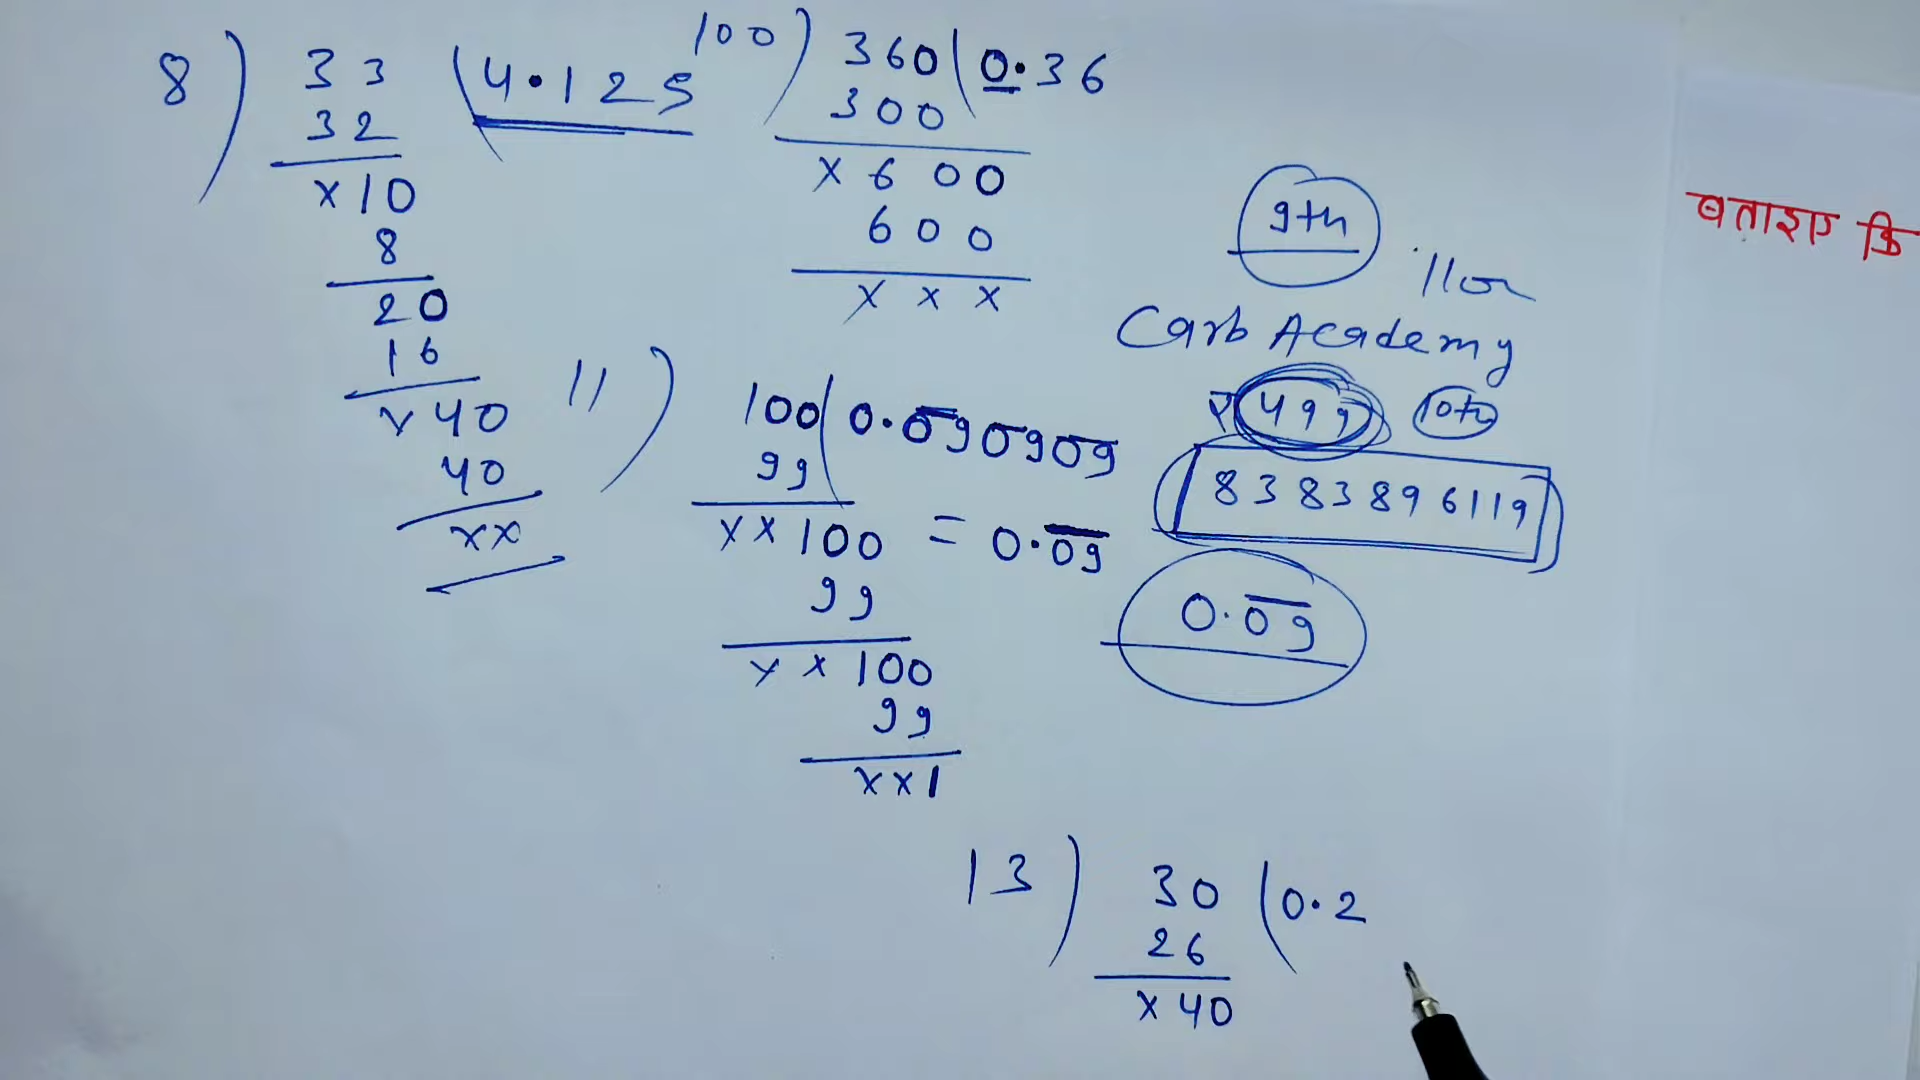 8 ) 33 ( 4.125
32
x10
8
20
16
x40
40
xx
100 ) 360 ( 0.36
300
x600
600
x x x
11 ) 100 ( 0.090909
99
xx100 = 0.09
99
xx100
99
xx1
9th
Carb Academy
₹ 499 10th
8383896119
0.09
13 ) 30 ( 0.2
26
x40
बताइए कि